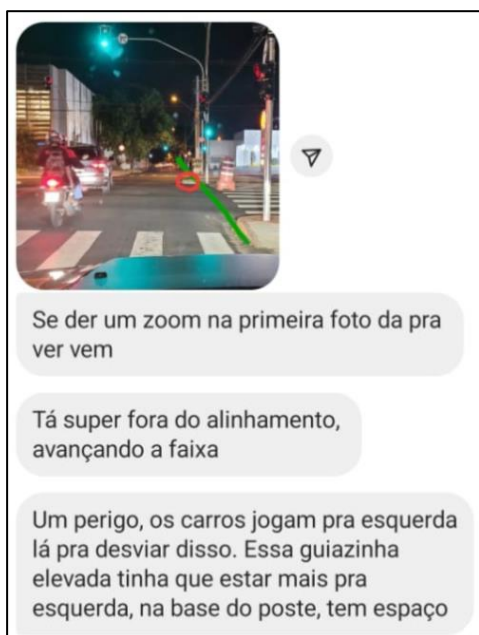 Se der um zoom na primeira foto da pra
ver vem
Tá super fora do alinhamento,
avançando a faixa
Um perigo, os carros jogam pra esquerda
lá pra desviar disso. Essa guiazinha
elevada tinha que estar mais pra
esquerda, na base do poste, tem espaço